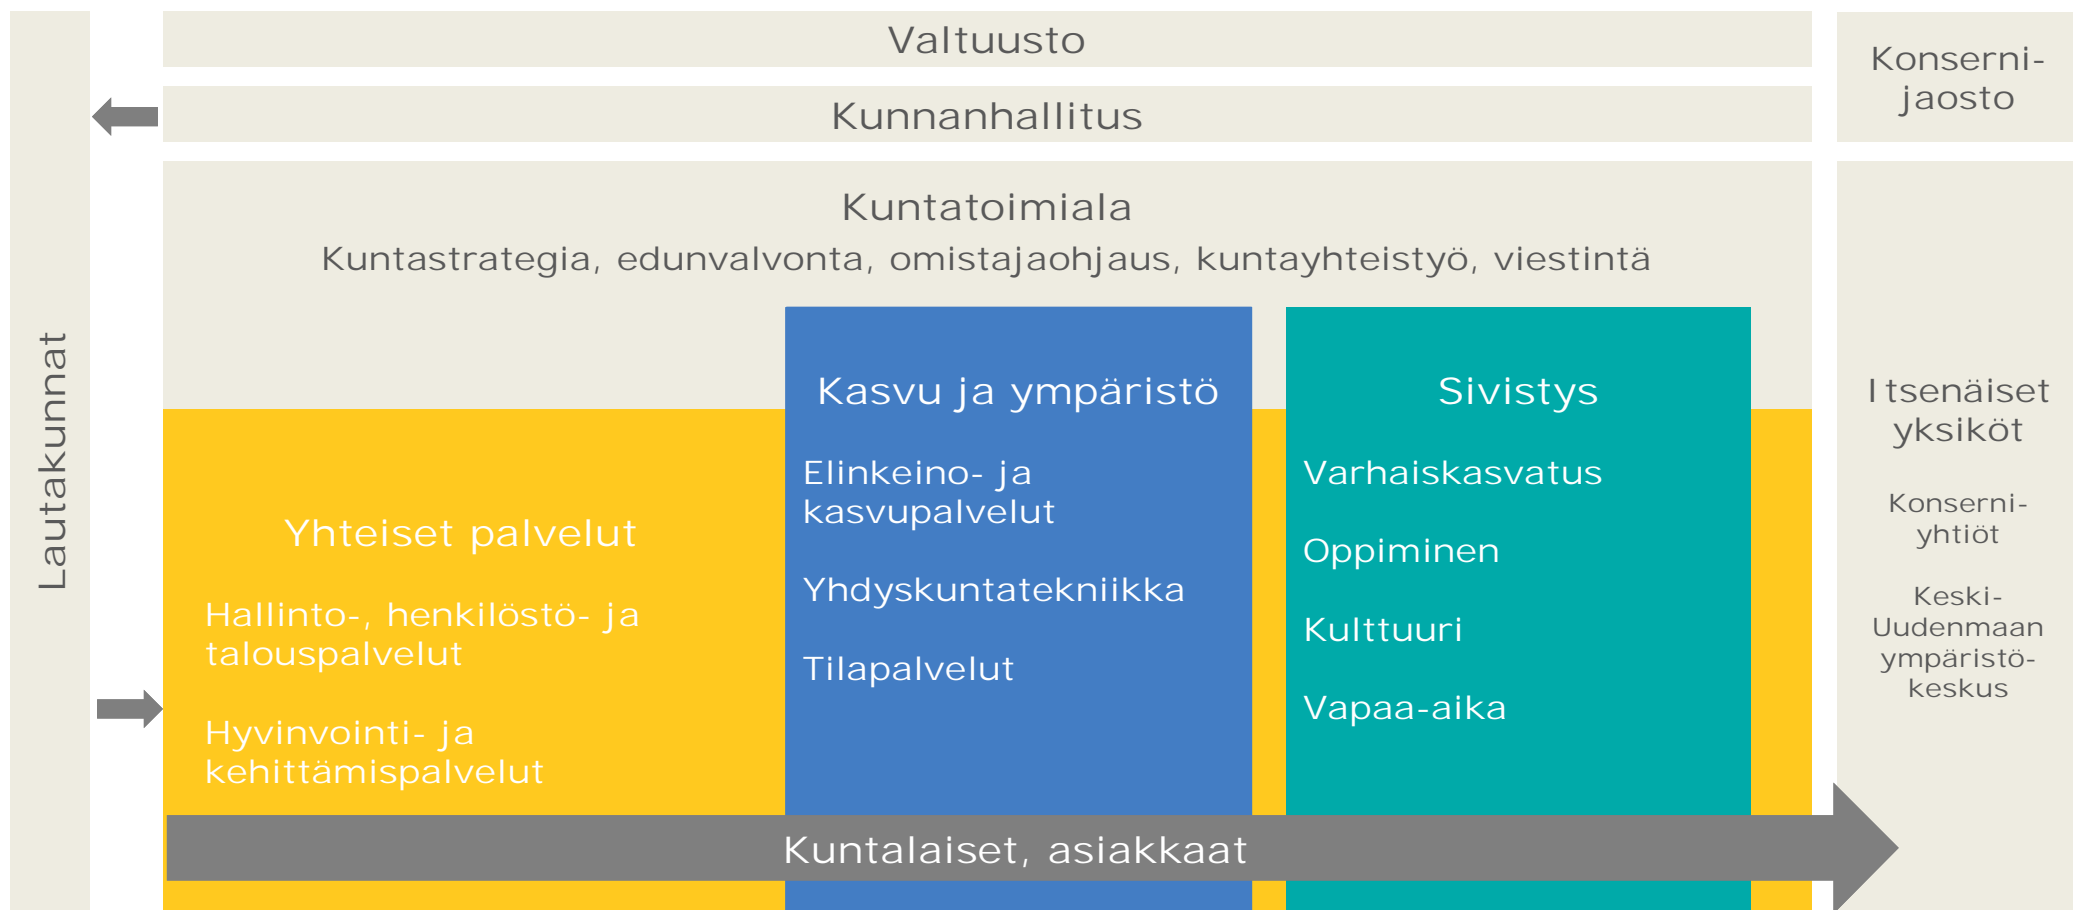 Valtuusto
Konserni-
jaosto
Kunnanhallitus
Kuntatoimiala
Kuntastrategia, edunvalvonta, omistajaohjaus, kuntayhteistyö, viestintä
Lautakunnat
Yhteiset palvelut
Hallinto-, henkilöstö- ja
talouspalvelut
Hyvinvointi- ja
kehittämispalvelut
Kasvu ja ympäristö
Elinkeino- ja
kasvupalvelut
Yhdyskuntatekniikka
Tilapalvelut
Sivistys
Varhaiskasvatus
Oppiminen
Kulttuuri
Vapaa-aika
Itsenäiset
yksiköt
Konserni-
yhtiöt
Keski-
Uudenmaan
ympäristö-
keskus
Kuntalaiset, asiakkaat